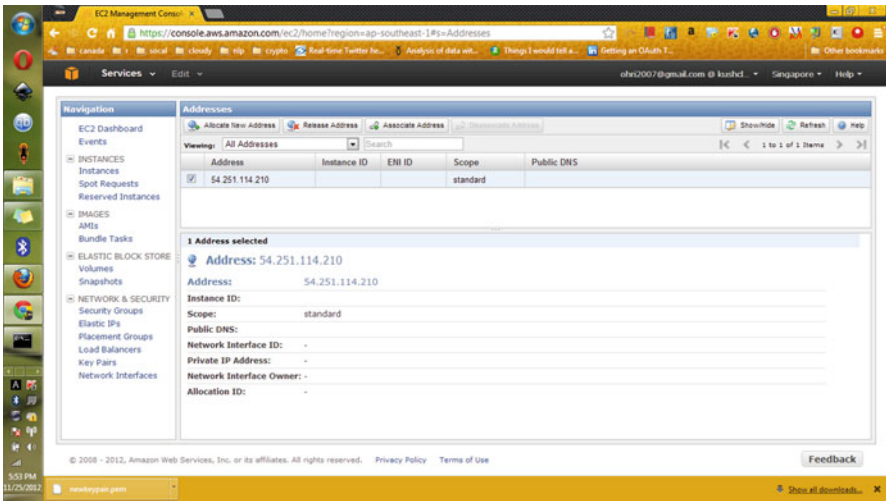 EC2 Management Consol
https://console.aws.amazon.com/ec2/home?region=ap-southeast-1#s=Addresses
canada
social
cloudy
nlp
crypto
Real-time Twitter he...
Analysis of data wit...
Things I would tell a...
Getting an OAuth T...
Other bookmarks
Services
Edit
ohri2007@gmail.com @ kushd...
Singapore
Help
Navigation
EC2 Dashboard
Events
INSTANCES
Instances
Spot Requests
Reserved Instances
IMAGES
AMIs
Bundle Tasks
ELASTIC BLOCK STORE
Volumes
Snapshots
NETWORK & SECURITY
Security Groups
Elastic IPs
Placement Groups
Load Balancers
Key Pairs
Network Interfaces
Addresses
Allocate New Address
Release Address
Associate Address
Disassociate Address
Show/Hide
Refresh
Help
Viewing: All Addresses
Search
1 to 1 of 1 Items
Address Instance ID ENI ID Scope Public DNS
54.251.114.210 standard
1 Address selected
Address: 54.251.114.210
Address: 54.251.114.210
Instance ID:
Scope: standard
Public DNS:
Network Interface ID: -
Private IP Address: -
Network Interface Owner: -
Allocation ID: -
© 2008 - 2012, Amazon Web Services, Inc. or its affiliates. All rights reserved. Privacy Policy Terms of Use
Feedback
5:53 PM
11/25/2012
newkeypair.pem
Show all downloads...